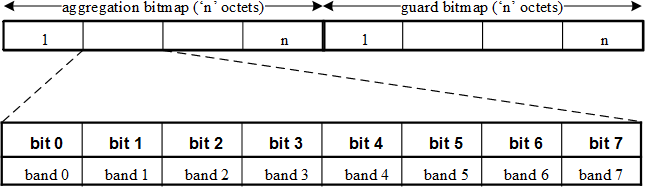 aggregation bitmap (‘n’ octets) guard bitmap (‘n’ octets)
1 n 1 n
bit 0 bit 1 bit 2 bit 3 bit 4 bit 5 bit 6 bit 7
band 0 band 1 band 2 band 3 band 4 band 5 band 6 band 7